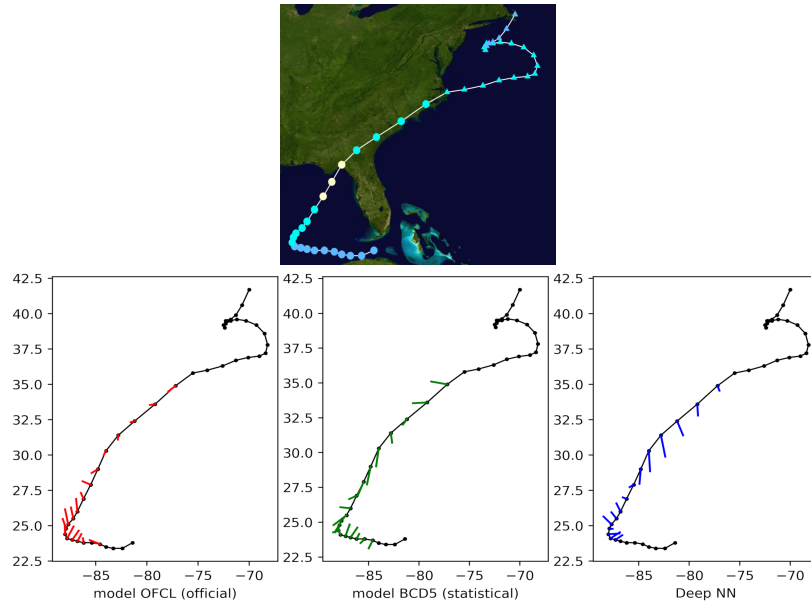 42.5 42.5 42.5
40.0 40.0 40.0
37.5 37.5 37.5
35.0 35.0 35.0
32.5 32.5 32.5
30.0 30.0 30.0
27.5 27.5 27.5
25.0 25.0 25.0
22.5 22.5 22.5
−85 −80 −75 −70 −85 −80 −75 −70 −85 −80 −75 −70
model OFCL (official) model BCD5 (statistical) Deep NN